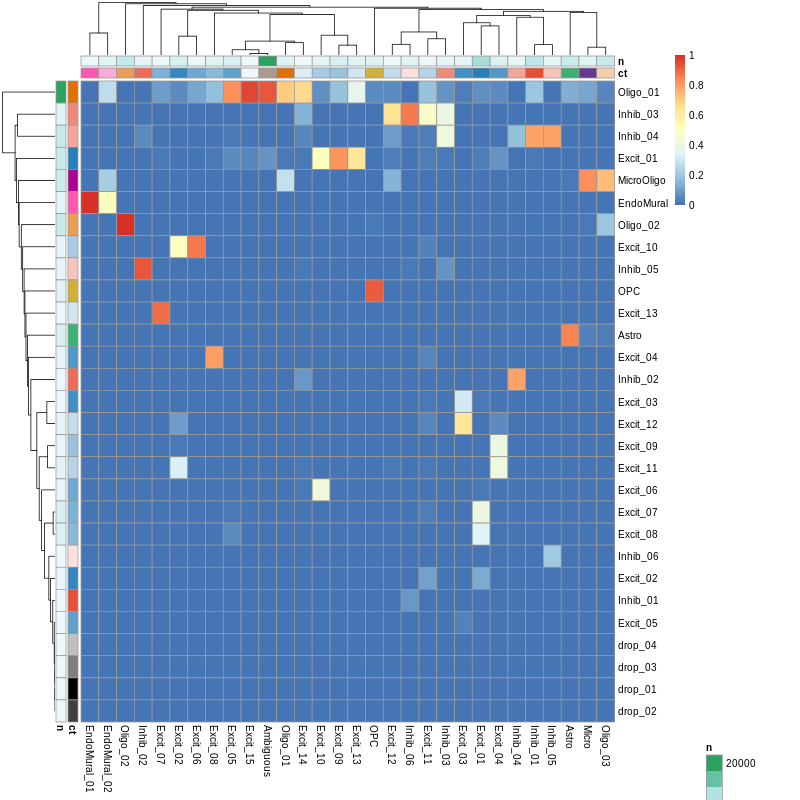 n
ct
1
0.8
0.6
0.4
0.2
0
Oligo_01
Inhib_03
Inhib_04
Excit_01
MicroOligo
EndoMural
Oligo_02
Excit_10
Inhib_05
OPC
Excit_13
Astro
Excit_04
Inhib_02
Excit_03
Excit_12
Excit_09
Excit_11
Excit_06
Excit_07
Excit_08
Inhib_06
Excit_02
Inhib_01
Excit_05
drop_04
drop_03
drop_01
drop_02
n
ct
EndoMural_01
EndoMural_02
Oligo_02
Inhib_02
Excit_07
Excit_02
Excit_06
Excit_08
Excit_05
Excit_15
Ambiguous
Oligo_01
Excit_14
Excit_10
Excit_09
Excit_13
OPC
Excit_12
Inhib_06
Excit_11
Inhib_03
Excit_03
Excit_01
Excit_04
Inhib_04
Inhib_01
Inhib_05
Astro
Micro
Oligo_03
n
20000